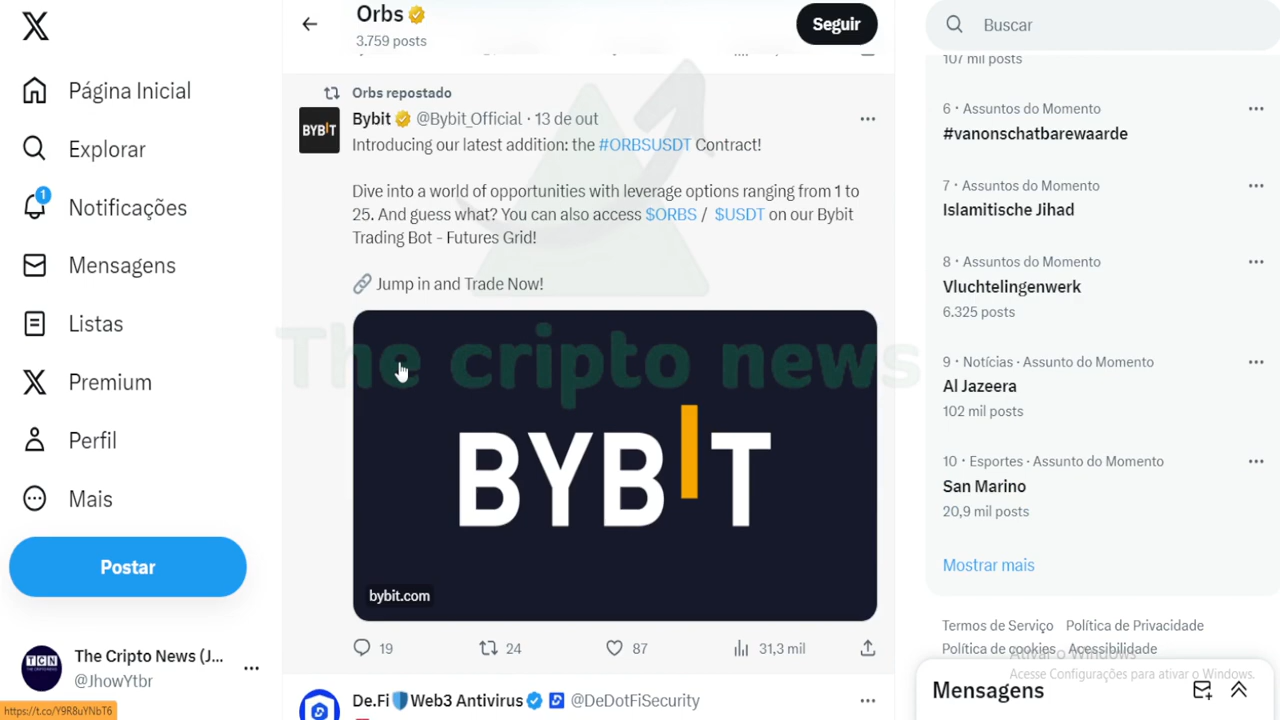 Página Inicial
Explorar
1
Notificações
Mensagens
Listas
Premium
Perfil
Mais
Postar
TCN
The Cripto News (J...
@JhowYtbr
https://t.co/Y9R8uYNbT6
Orbs
3.759 posts
Seguir
Orbs repostado
BYBIT
Bybit @Bybit_Official · 13 de out
Introducing our latest addition: the #ORBSUSDT Contract!
Dive into a world of opportunities with leverage options ranging from 1 to
25. And guess what? You can also access $ORBS / $USDT on our Bybit
Trading Bot - Futures Grid!
🔗 Jump in and Trade Now!
The cripto news
BYBIT
bybit.com
19
24
87
31,3 mil
De.Fi🛡️Web3 Antivirus @DeDotFiSecurity
Buscar
107 mil posts
6 · Assuntos do Momento
#vanonschatbarewaarde
7 · Assuntos do Momento
Islamitische Jihad
8 · Assuntos do Momento
Vluchtelingenwerk
6.325 posts
9 · Notícias · Assunto do Momento
Al Jazeera
102 mil posts
10 · Esportes · Assunto do Momento
San Marino
20,9 mil posts
Mostrar mais
Termos de Serviço Política de Privacidade
Política de cookies Acessibilidade
Ativar o Windows
Acesse Configurações para ativar o Windows.
Mensagens